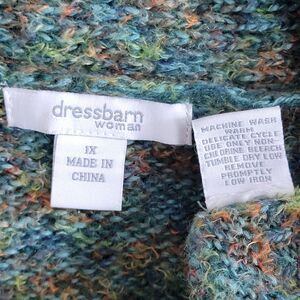 dressbarn
woman
1X
MADE IN
CHINA
MACHINE WASH
WARM
DELICATE CYCLE
USE ONLY NON-
CHLORINE BLEACH
TUMBLE DRY LOW
REMOVE
PROMPTLY
LOW IRON